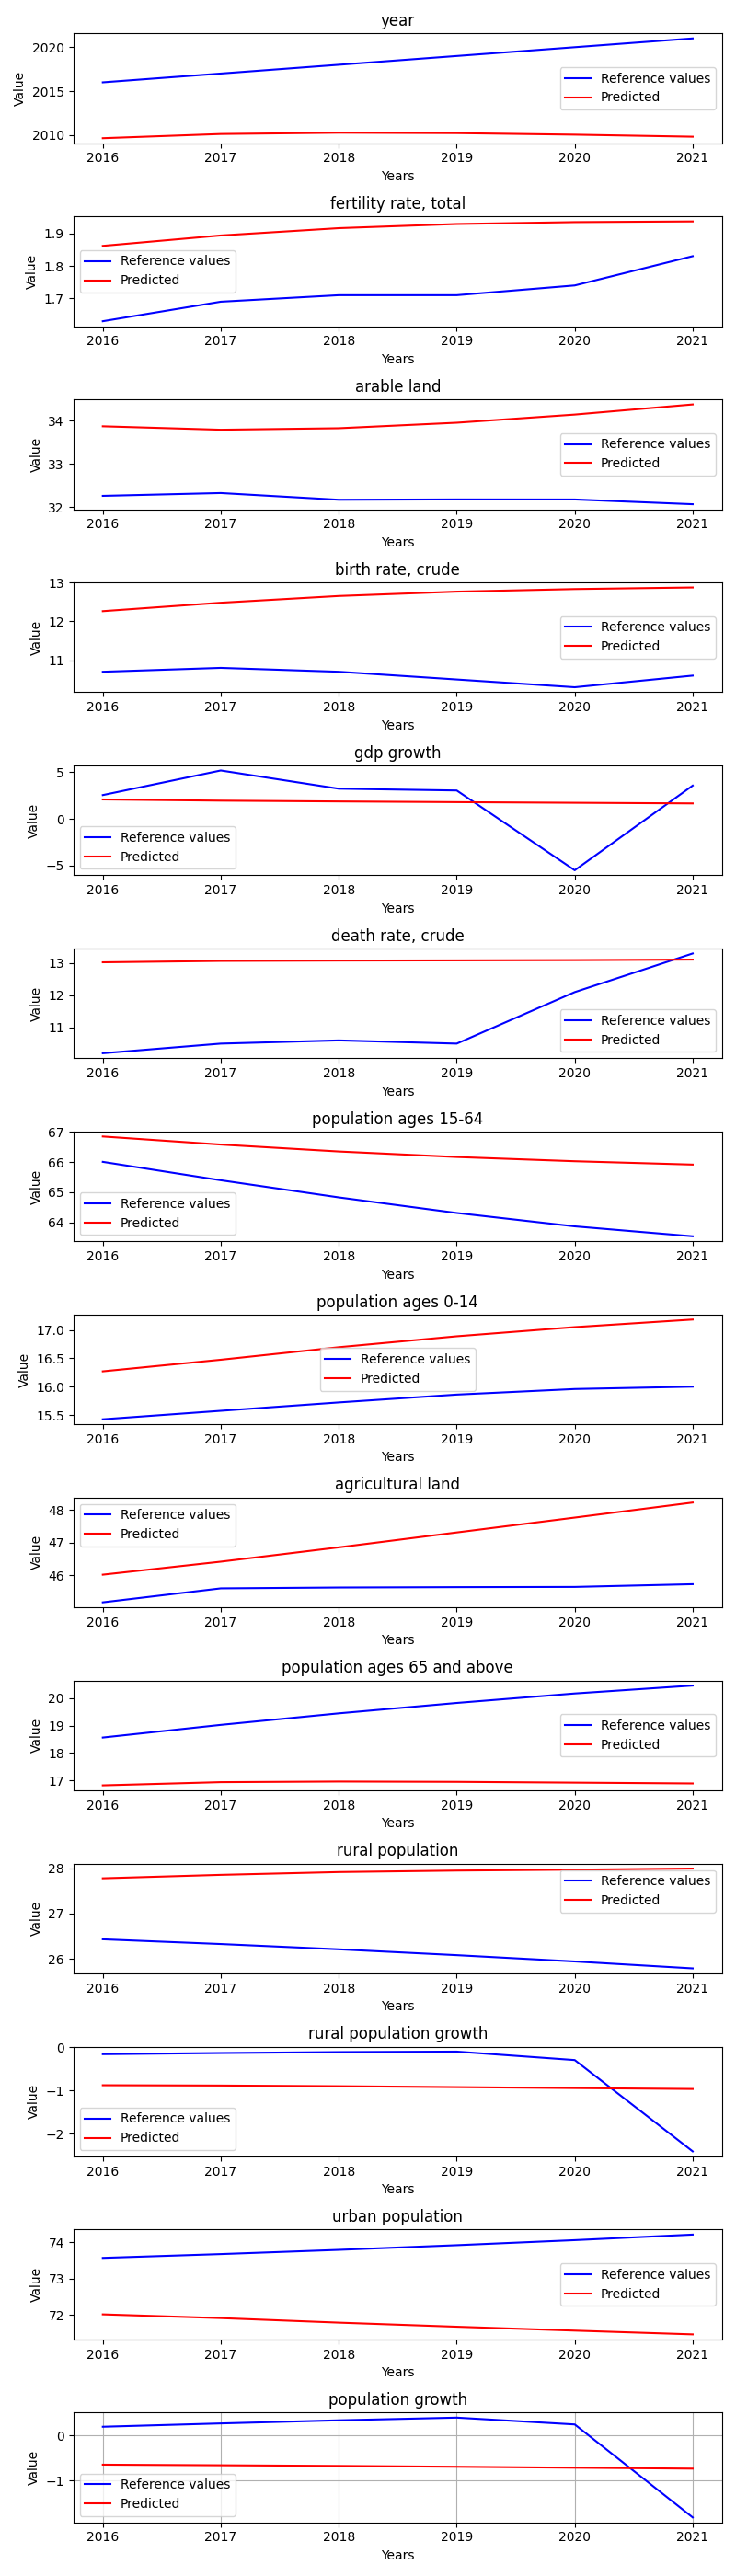 year
2020
2015
2010
Value
Reference values
Predicted
2016 2017 2018 2019 2020 2021
Years
fertility rate, total
1.9
1.8
1.7
Value
Reference values
Predicted
2016 2017 2018 2019 2020 2021
Years
arable land
34
33
32
Value
Reference values
Predicted
2016 2017 2018 2019 2020 2021
Years
birth rate, crude
13
12
11
Value
Reference values
Predicted
2016 2017 2018 2019 2020 2021
Years
gdp growth
5
0
−5
Value
Reference values
Predicted
2016 2017 2018 2019 2020 2021
Years
death rate, crude
13
12
11
Value
Reference values
Predicted
2016 2017 2018 2019 2020 2021
Years
population ages 15-64
67
66
65
64
Value
Reference values
Predicted
2016 2017 2018 2019 2020 2021
Years
population ages 0-14
17.0
16.5
16.0
15.5
Value
Reference values
Predicted
2016 2017 2018 2019 2020 2021
Years
agricultural land
48
47
46
Value
Reference values
Predicted
2016 2017 2018 2019 2020 2021
Years
population ages 65 and above
20
19
18
17
Value
Reference values
Predicted
2016 2017 2018 2019 2020 2021
Years
rural population
28
27
26
Value
Reference values
Predicted
2016 2017 2018 2019 2020 2021
Years
rural population growth
0
−1
−2
Value
Reference values
Predicted
2016 2017 2018 2019 2020 2021
Years
urban population
74
73
72
Value
Reference values
Predicted
2016 2017 2018 2019 2020 2021
Years
population growth
0
−1
Value
Reference values
Predicted
2016 2017 2018 2019 2020 2021
Years